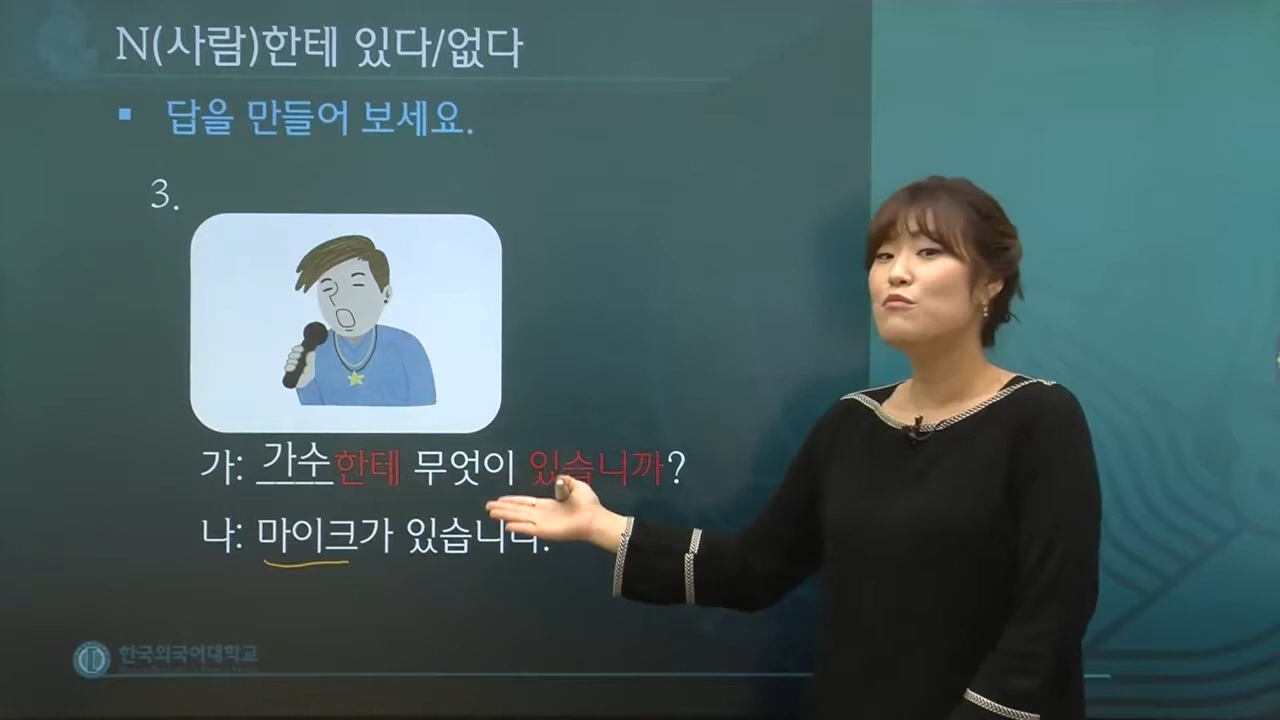 N(사람)한테 있다/없다
▪ 답을 만들어 보세요.
3.
가: 가수한테 무엇이 있습니까?
나: 마이크가 있습니다.
한국외국어대학교